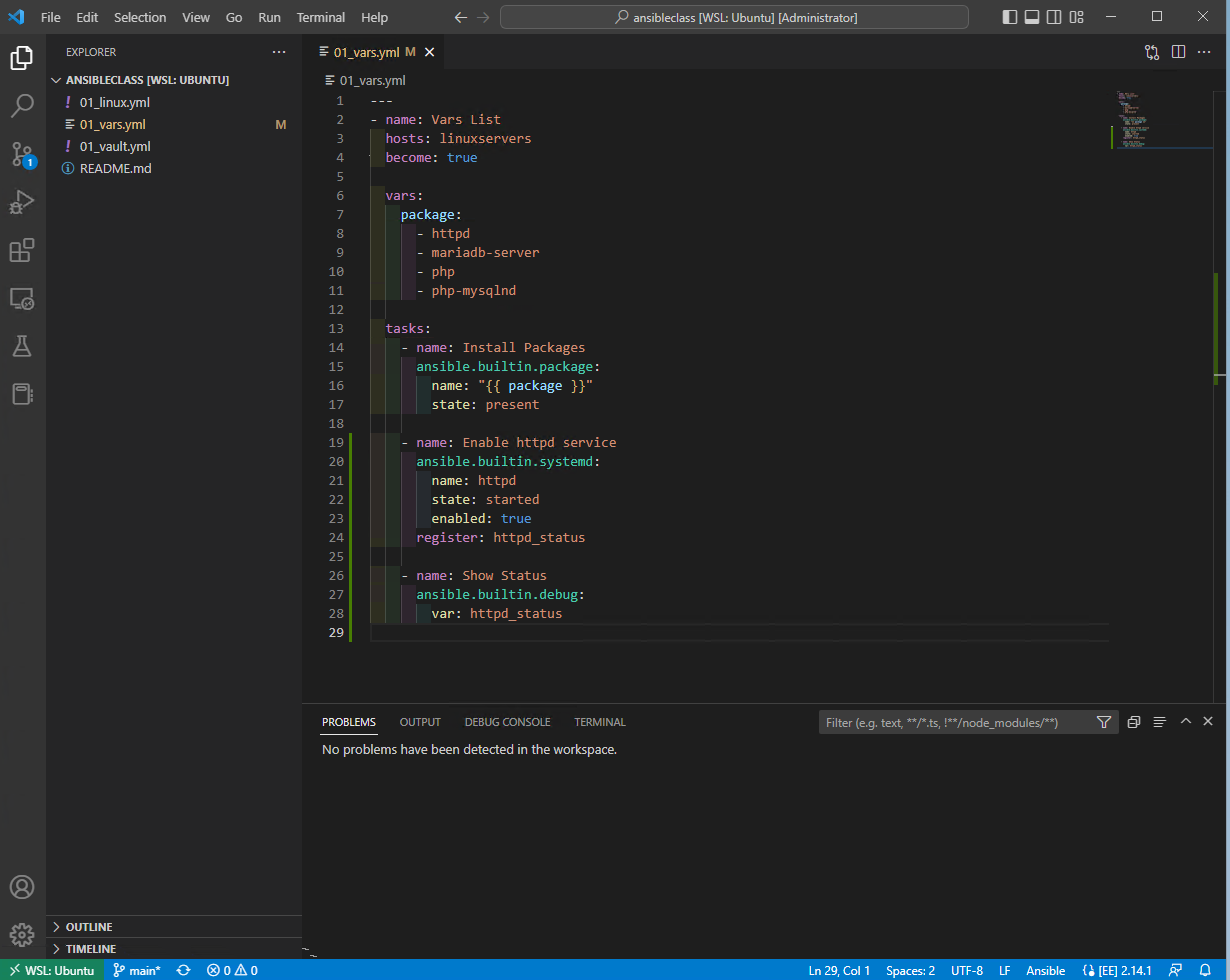 File Edit Selection View Go Run Terminal Help
ansibleclass [WSL: Ubuntu] [Administrator]
EXPLORER
ANSIBLECLASS [WSL: UBUNTU]
01_linux.yml
01_vars.yml M
01_vault.yml
README.md
1
OUTLINE
TIMELINE
01_vars.yml M
01_vars.yml
1 ---
2 - name: Vars List
3 hosts: linuxservers
4 become: true
5
6 vars:
7 package:
8 - httpd
9 - mariadb-server
10 - php
11 - php-mysqlnd
12
13 tasks:
14 - name: Install Packages
15 ansible.builtin.package:
16 name: "{{ package }}"
17 state: present
18
19 - name: Enable httpd service
20 ansible.builtin.systemd:
21 name: httpd
22 state: started
23 enabled: true
24 register: httpd_status
25
26 - name: Show Status
27 ansible.builtin.debug:
28 var: httpd_status
29
PROBLEMS OUTPUT DEBUG CONSOLE TERMINAL
Filter (e.g. text, **/*.ts, !**/node_modules/**)
No problems have been detected in the workspace.
WSL: Ubuntu main* 0 0 Ln 29, Col 1 Spaces: 2 UTF-8 LF Ansible [EE] 2.14.1